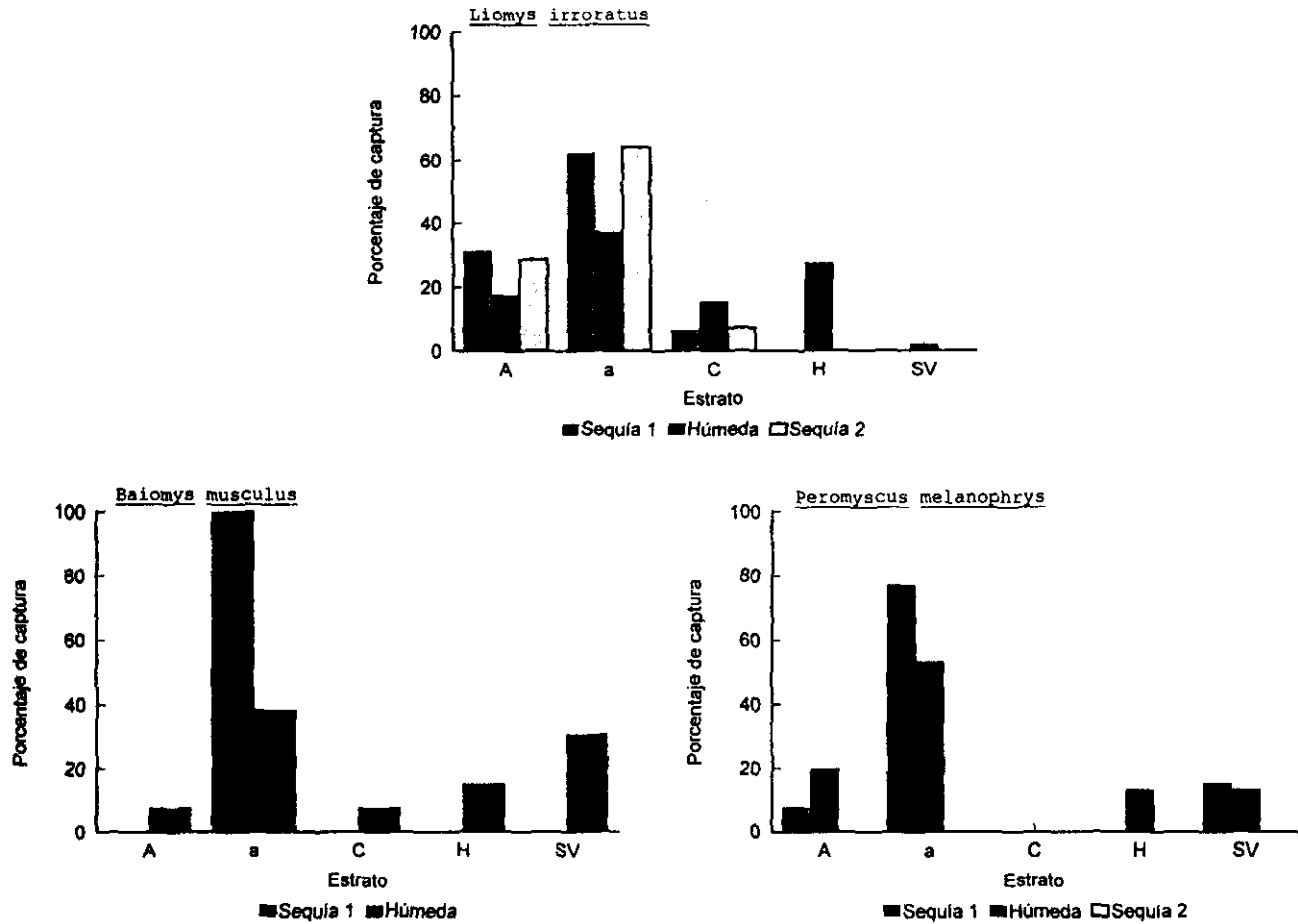 Liomys irroratus
100
80
60
40
20
0
Porcentaje de captura
A a C H SV
Estrato
Sequía 1 Húmeda Sequía 2
Baiomys musculus
100
80
60
40
20
0
Porcentaje de captura
A a C H SV
Estrato
Sequía 1 Húmeda
Peromyscus melanophrys
100
80
60
40
20
0
Porcentaje de captura
A a C H SV
Estrato
Sequía 1 Húmeda Sequía 2